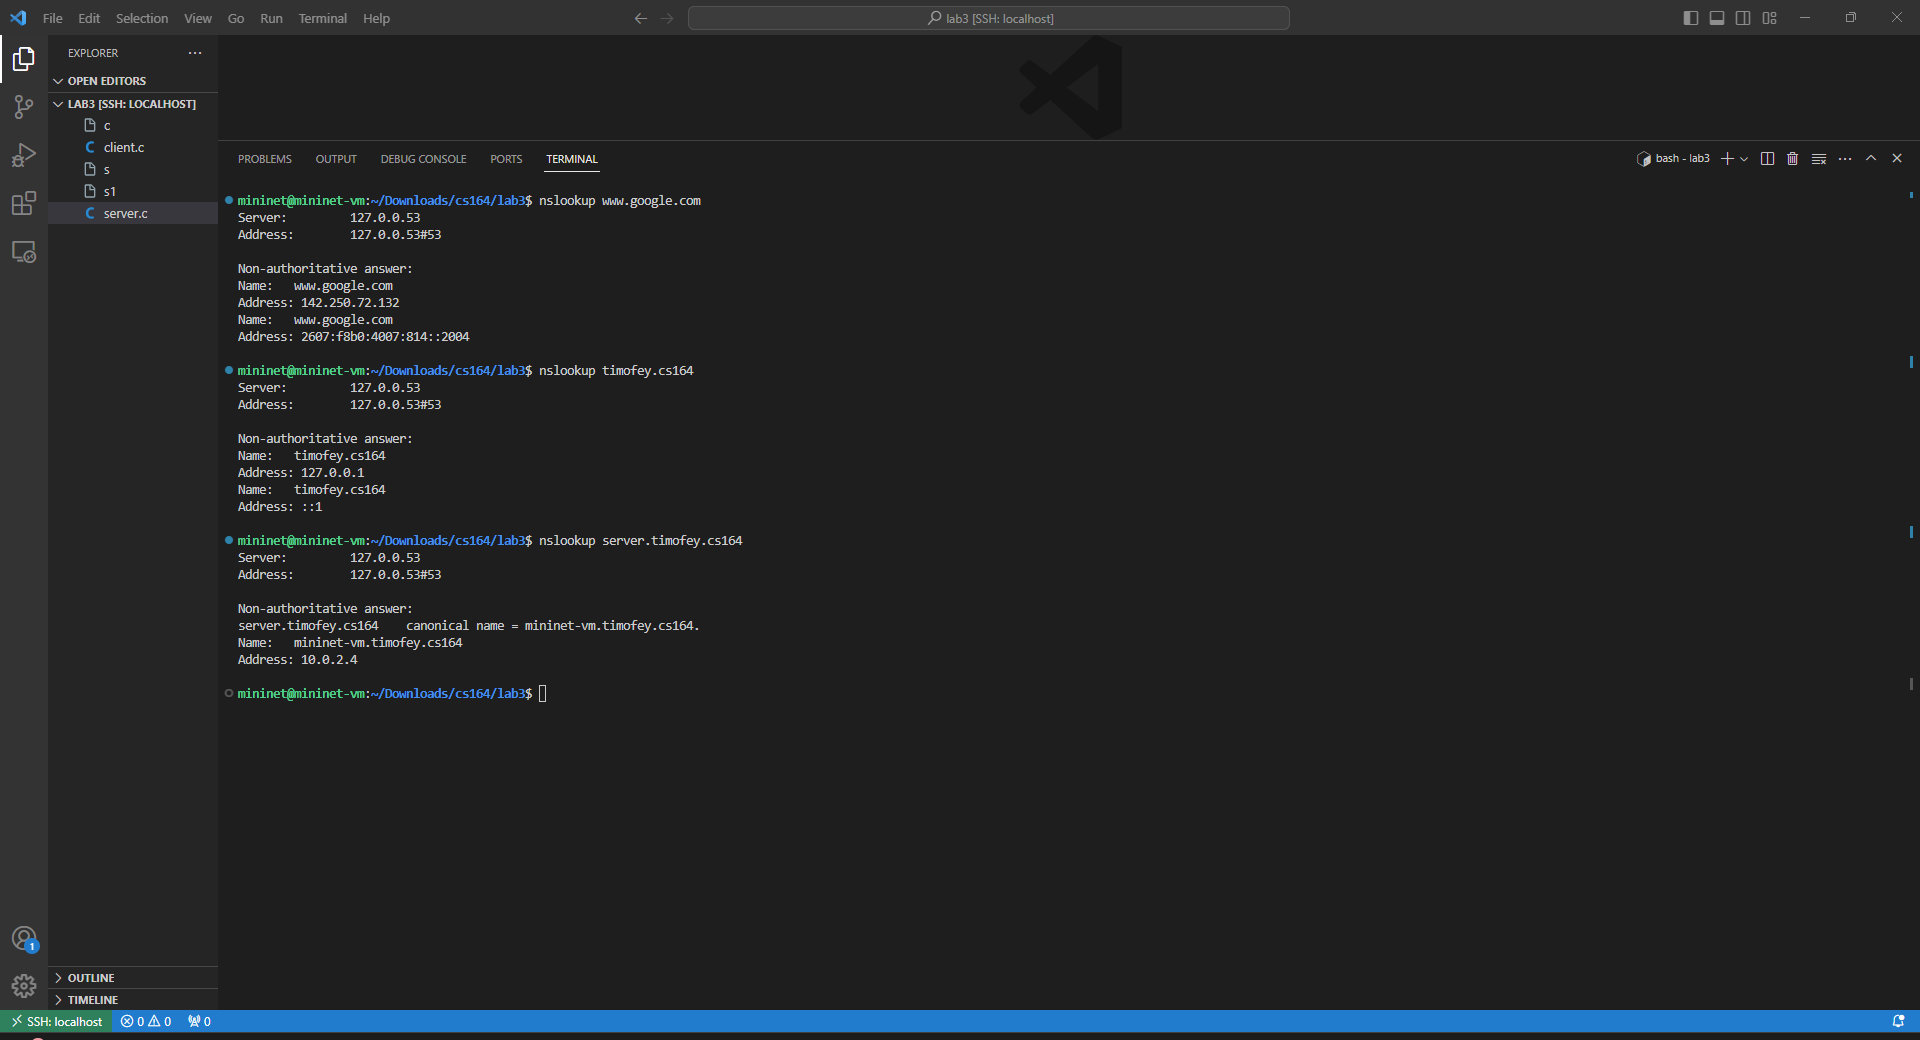 File Edit Selection View Go Run Terminal Help
lab3 [SSH: localhost]
EXPLORER
OPEN EDITORS
LAB3 [SSH: LOCALHOST]
c
C client.c
s
s1
C server.c
PROBLEMS OUTPUT DEBUG CONSOLE PORTS TERMINAL
bash - lab3
mininet@mininet-vm:~/Downloads/cs164/lab3$ nslookup www.google.com
Server: 127.0.0.53
Address: 127.0.0.53#53
Non-authoritative answer:
Name: www.google.com
Address: 142.250.72.132
Name: www.google.com
Address: 2607:f8b0:4007:814::2004
mininet@mininet-vm:~/Downloads/cs164/lab3$ nslookup timofey.cs164
Server: 127.0.0.53
Address: 127.0.0.53#53
Non-authoritative answer:
Name: timofey.cs164
Address: 127.0.0.1
Name: timofey.cs164
Address: ::1
mininet@mininet-vm:~/Downloads/cs164/lab3$ nslookup server.timofey.cs164
Server: 127.0.0.53
Address: 127.0.0.53#53
Non-authoritative answer:
server.timofey.cs164 canonical name = mininet-vm.timofey.cs164.
Name: mininet-vm.timofey.cs164
Address: 10.0.2.4
mininet@mininet-vm:~/Downloads/cs164/lab3$
1
OUTLINE
TIMELINE
SSH: localhost 0 0 0